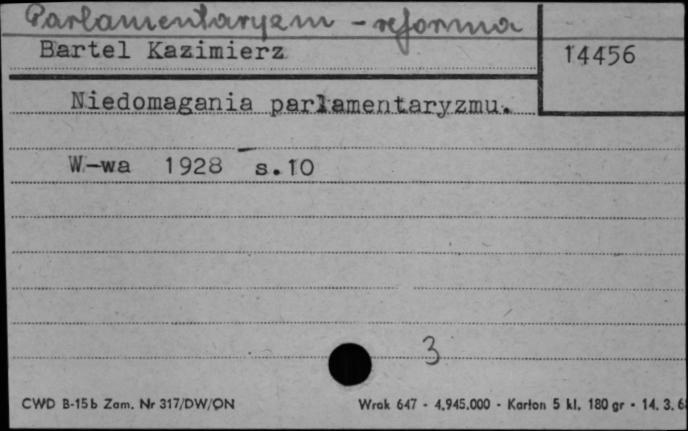 Parlamentaryzm - reforma
Bartel Kazimierz
14456
Niedomagania parlamentaryzmu.
W-wa 1928 s.10
3
CWD B-15b Zam. Nr 317/DW/ON
Wrak 647 - 4.945.000 - Karton 5 kl. 180 gr - 14. 3. 6